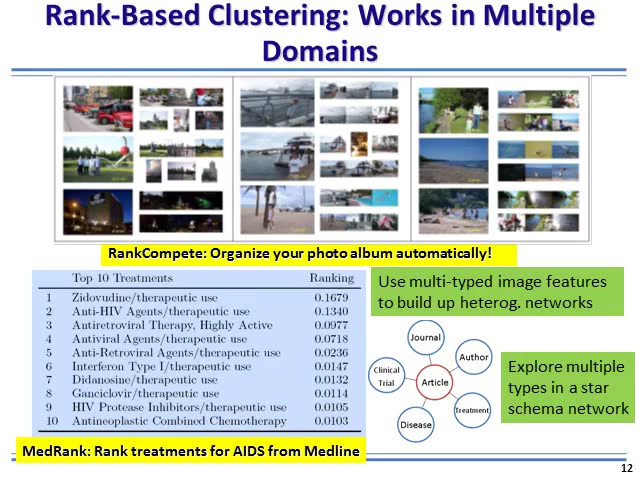 Rank-Based Clustering: Works in Multiple
Domains
RankCompete: Organize your photo album automatically!
Top 10 Treatments Ranking
1 Zidovudine/therapeutic use 0.1679
2 Anti-HIV Agents/therapeutic use 0.1340
3 Antiretroviral Therapy, Highly Active 0.0977
4 Antiviral Agents/therapeutic use 0.0718
5 Anti-Retroviral Agents/therapeutic use 0.0236
6 Interferon Type I/therapeutic use 0.0147
7 Didanosine/therapeutic use 0.0132
8 Ganciclovir/therapeutic use 0.0114
9 HIV Protease Inhibitors/therapeutic use 0.0105
10 Antineoplastic Combined Chemotherapy 0.0103
MedRank: Rank treatments for AIDS from Medline
Use multi-typed image features
to build up heterog. networks
Journal
Author
Clinical
Trial
Article
Treatment
Disease
Explore multiple
types in a star
schema network
12